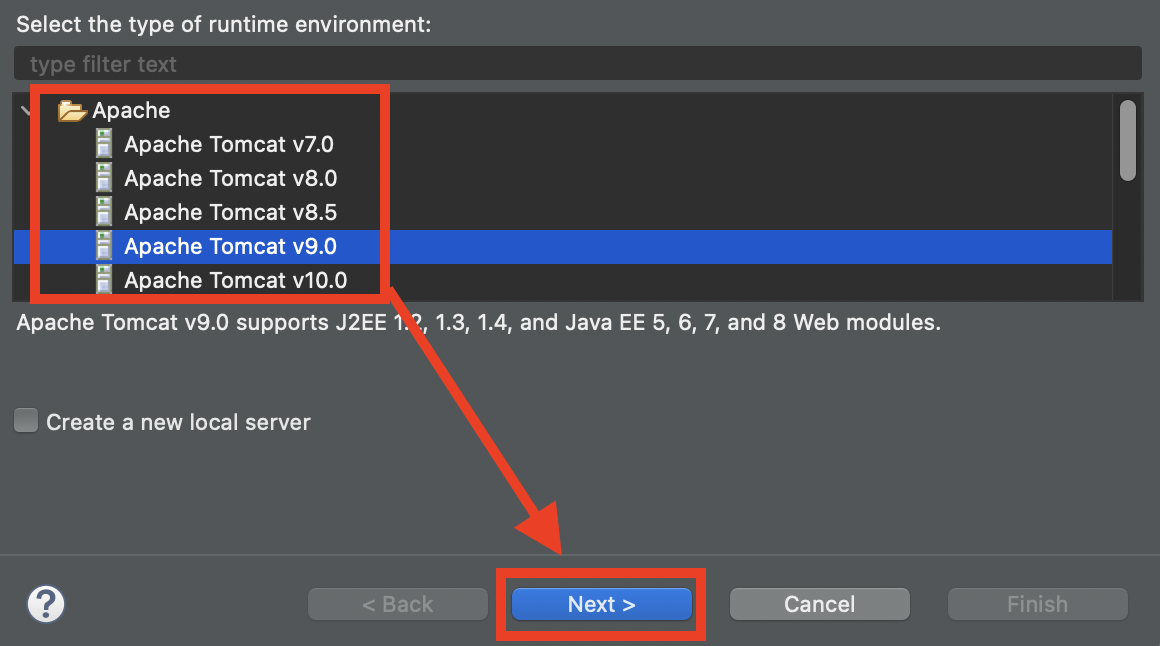 Select the type of runtime environment:
type filter text
Apache
Apache Tomcat v7.0
Apache Tomcat v8.0
Apache Tomcat v8.5
Apache Tomcat v9.0
Apache Tomcat v10.0
Apache Tomcat v9.0 supports J2EE 1.2, 1.3, 1.4, and Java EE 5, 6, 7, and 8 Web modules.
Create a new local server
? < Back Next > Cancel Finish